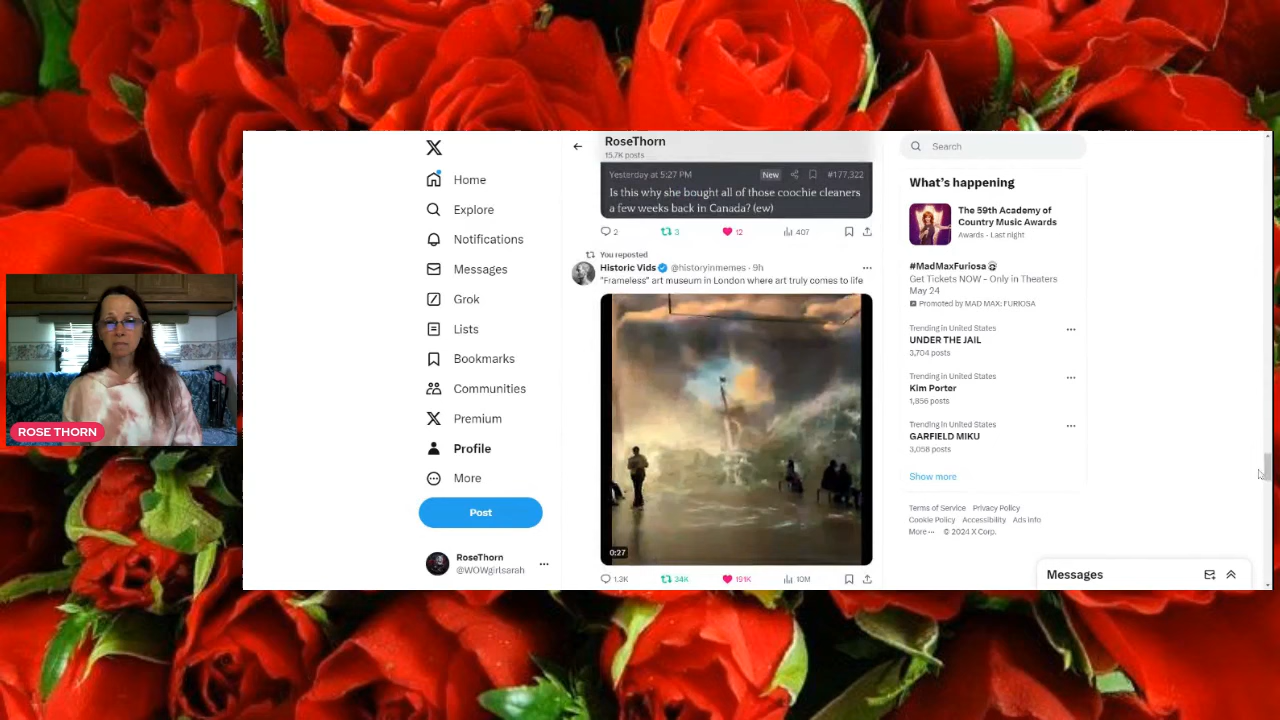 ROSE THORN
Home
Explore
Notifications
Messages
Grok
Lists
Bookmarks
Communities
Premium
Profile
More
Post
RoseThorn
@WOWgirlsarah
RoseThorn
15.7K posts
Yesterday at 5:27 PM New #177,322
Is this why she bought all of those coochie cleaners
a few weeks back in Canada? (ew)
2 3 12 407
You reposted
Historic Vids @historyinmemes · 9h
"Frameless" art museum in London where art truly comes to life
0:27
1.3K 34K 191K 10M
Search
What's happening
The 59th Academy of
Country Music Awards
Awards · Last night
#MadMaxFuriosa
Get Tickets NOW – Only in Theaters
May 24
Promoted by MAD MAX: FURIOSA
Trending in United States
UNDER THE JAIL
3,704 posts
Trending in United States
Kim Porter
1,856 posts
Trending in United States
GARFIELD MIKU
3,058 posts
Show more
Terms of Service Privacy Policy
Cookie Policy Accessibility Ads info
More ··· © 2024 X Corp.
Messages